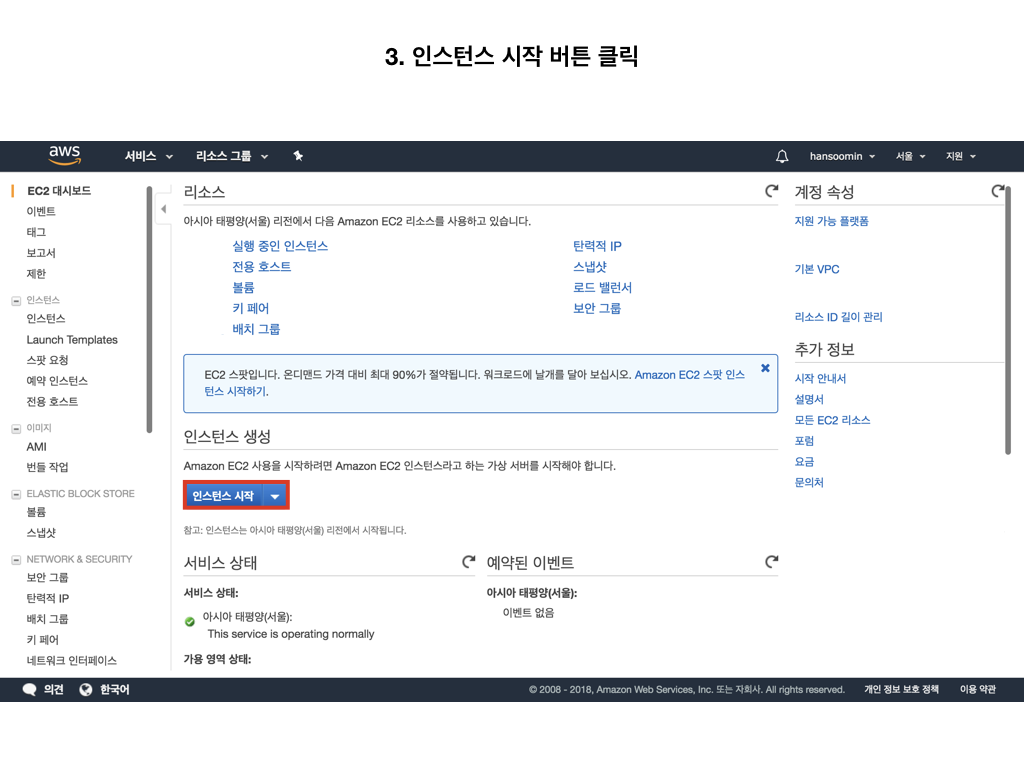 3. 인스턴스 시작 버튼 클릭
aws
서비스
리소스 그룹
hansoomin
서울
지원
EC2 대시보드
이벤트
태그
보고서
제한
인스턴스
인스턴스
Launch Templates
스팟 요청
예약 인스턴스
전용 호스트
이미지
AMI
번들 작업
ELASTIC BLOCK STORE
볼륨
스냅샷
NETWORK & SECURITY
보안 그룹
탄력적 IP
배치 그룹
키 페어
네트워크 인터페이스
리소스
아시아 태평양(서울) 리전에서 다음 Amazon EC2 리소스를 사용하고 있습니다.
실행 중인 인스턴스
전용 호스트
볼륨
키 페어
배치 그룹
탄력적 IP
스냅샷
로드 밸런서
보안 그룹
EC2 스팟입니다. 온디맨드 가격 대비 최대 90%가 절약됩니다. 워크로드에 날개를 달아 보십시오. Amazon EC2 스팟 인스
턴스 시작하기.
인스턴스 생성
Amazon EC2 사용을 시작하려면 Amazon EC2 인스턴스라고 하는 가상 서버를 시작해야 합니다.
인스턴스 시작
참고: 인스턴스는 아시아 태평양(서울) 리전에서 시작됩니다.
서비스 상태
서비스 상태:
아시아 태평양(서울):
This service is operating normally
가용 영역 상태:
예약된 이벤트
아시아 태평양(서울):
이벤트 없음
계정 속성
지원 가능 플랫폼
기본 VPC
리소스 ID 길이 관리
추가 정보
시작 안내서
설명서
모든 EC2 리소스
포럼
요금
문의처
의견
한국어
© 2008 - 2018, Amazon Web Services, Inc. 또는 자회사. All rights reserved.
개인 정보 보호 정책
이용 약관